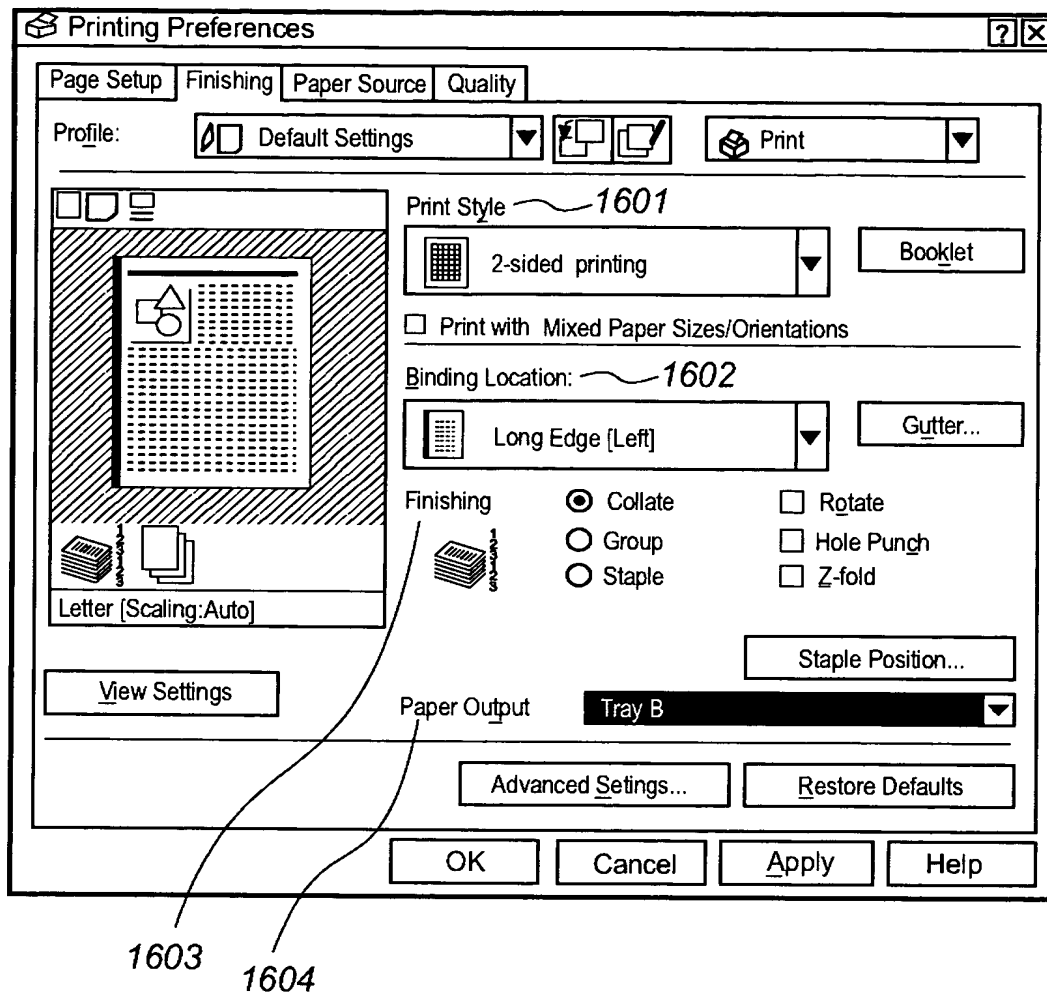 Printing Preferences
?
Page Setup Finishing Paper Source Quality
Profile: Default Settings Print
Print Style 1601
2-sided printing Booklet
Print with Mixed Paper Sizes/Orientations
Binding Location: 1602
Long Edge [Left] Gutter...
Finishing Collate Rotate
Group Hole Punch
Staple Z-fold
Letter [Scaling:Auto]
Staple Position...
View Settings
Paper Output Tray B
Advanced Setings... Restore Defaults
OK Cancel Apply Help
1603
1604